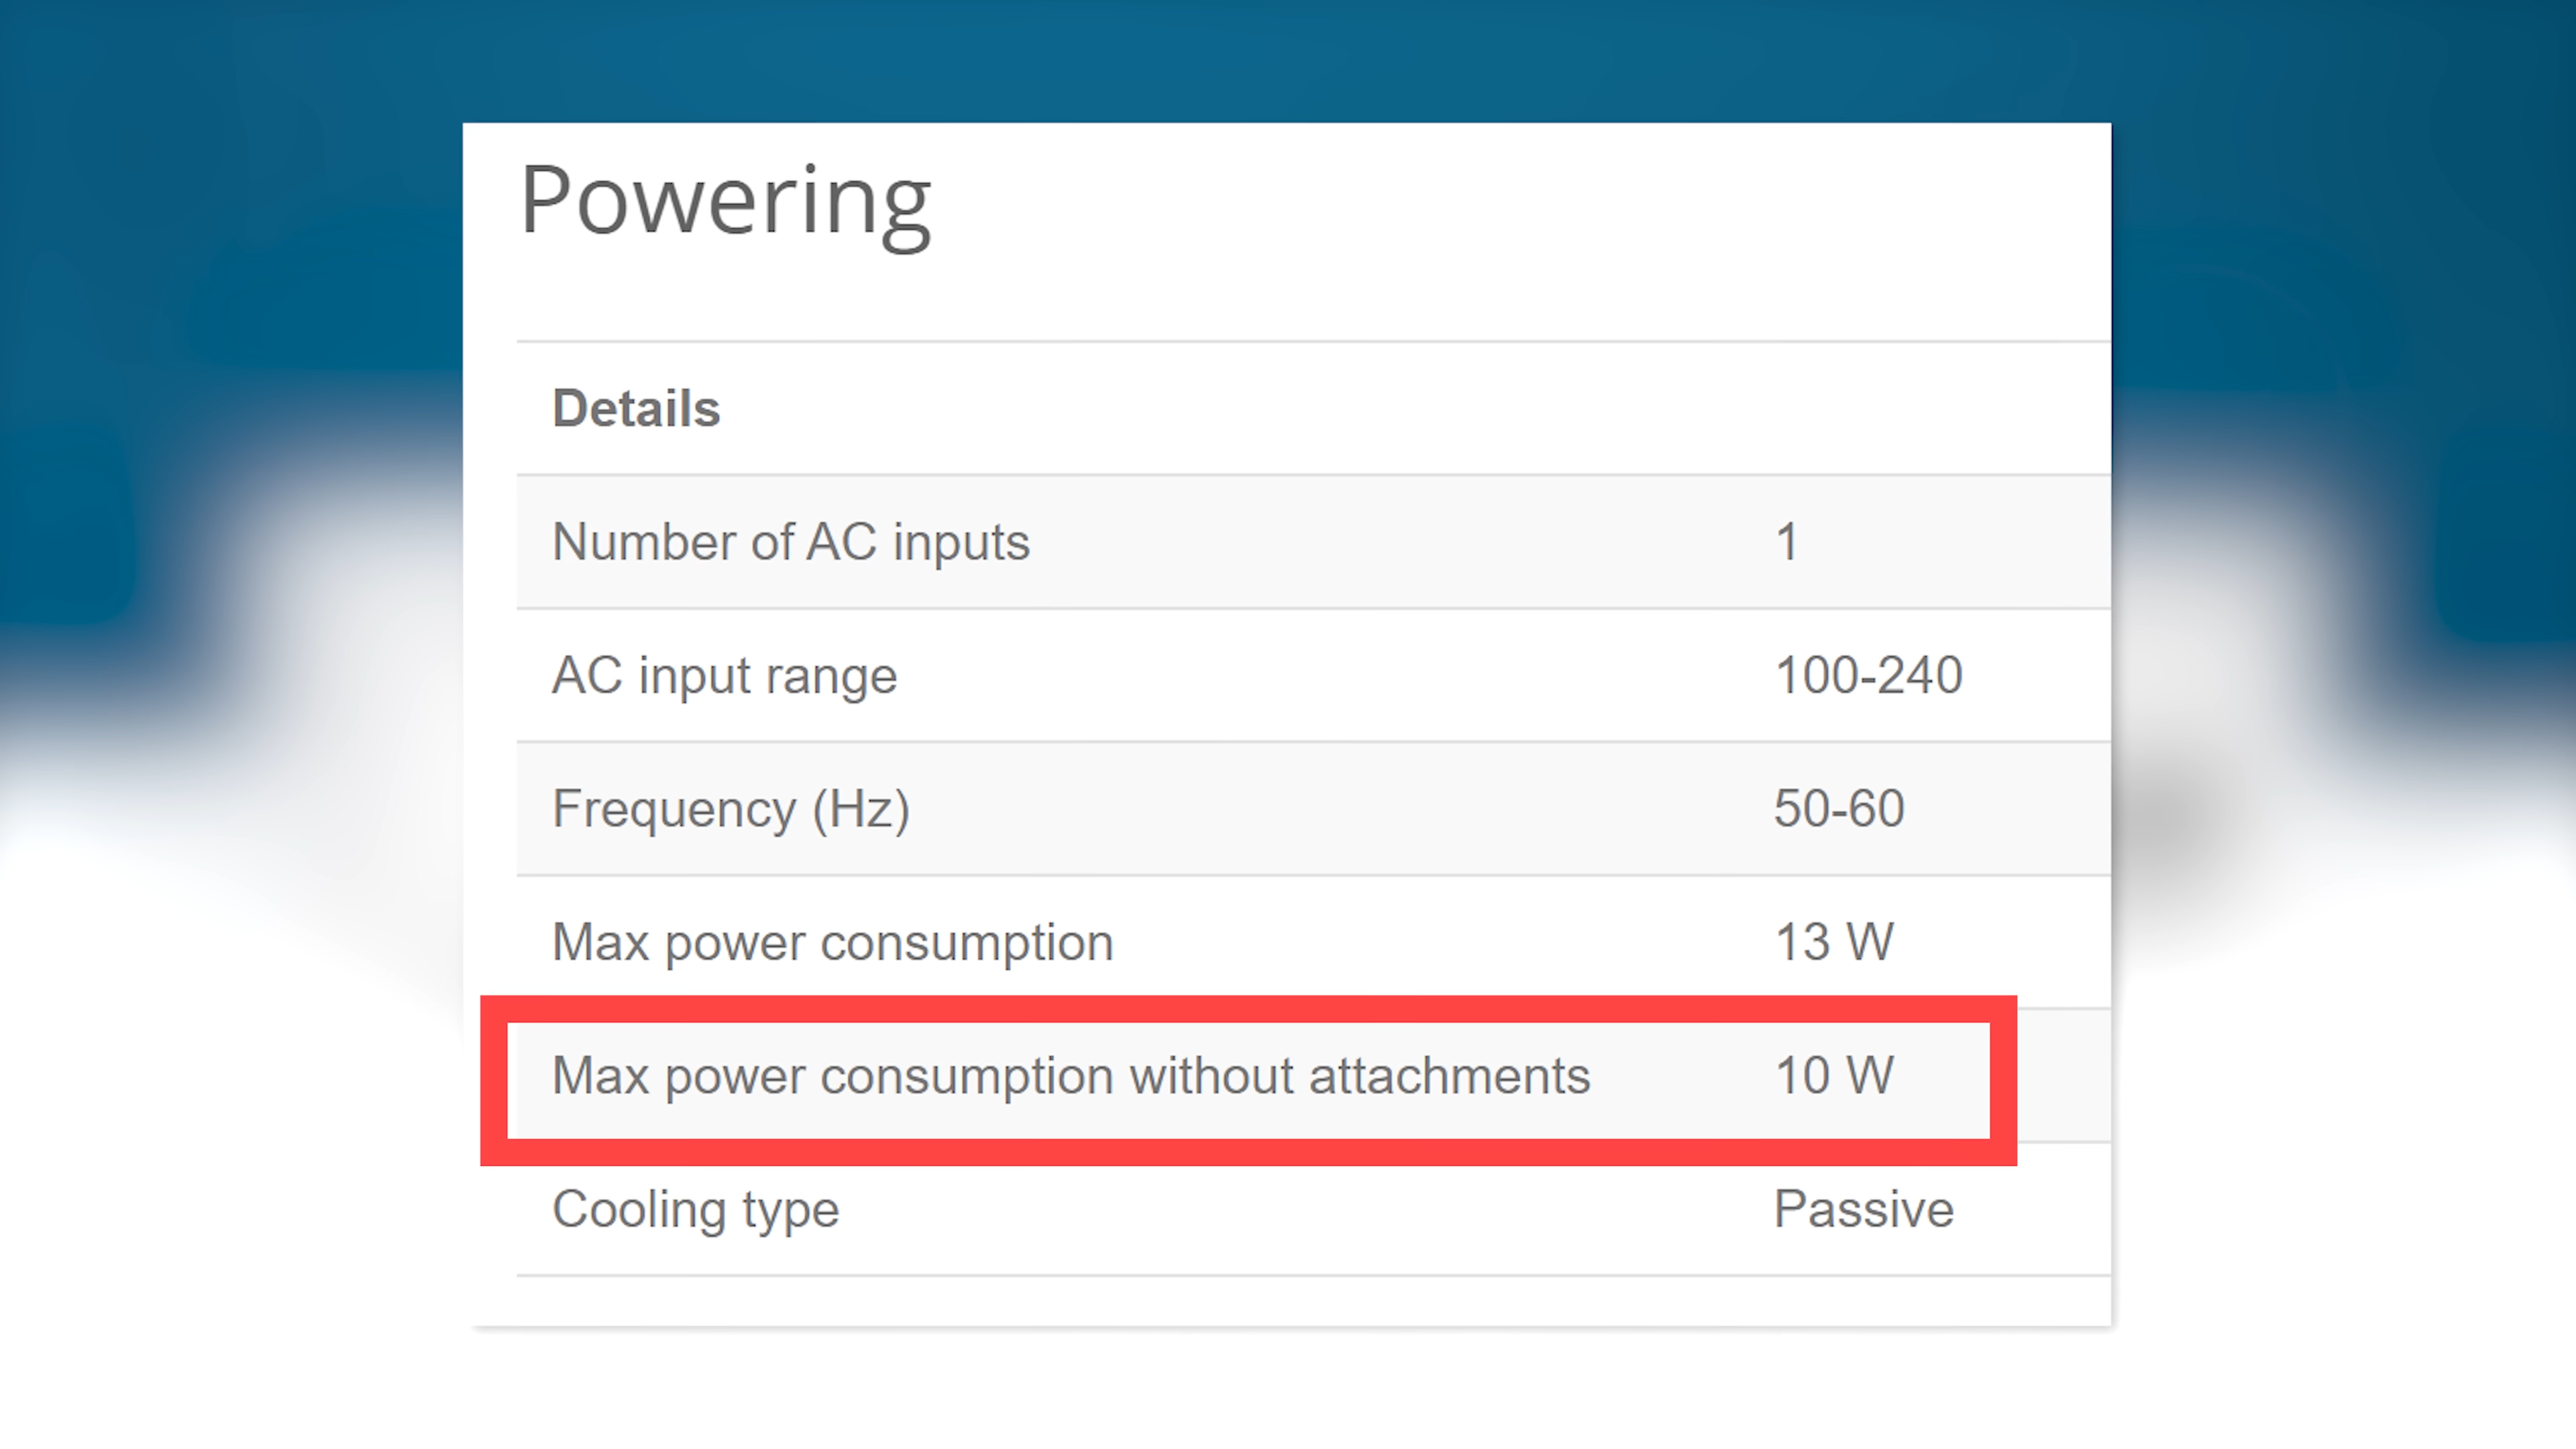 Powering
Details
Number of AC inputs 1
AC input range 100-240
Frequency (Hz) 50-60
Max power consumption 13 W
Max power consumption without attachments 10 W
Cooling type Passive